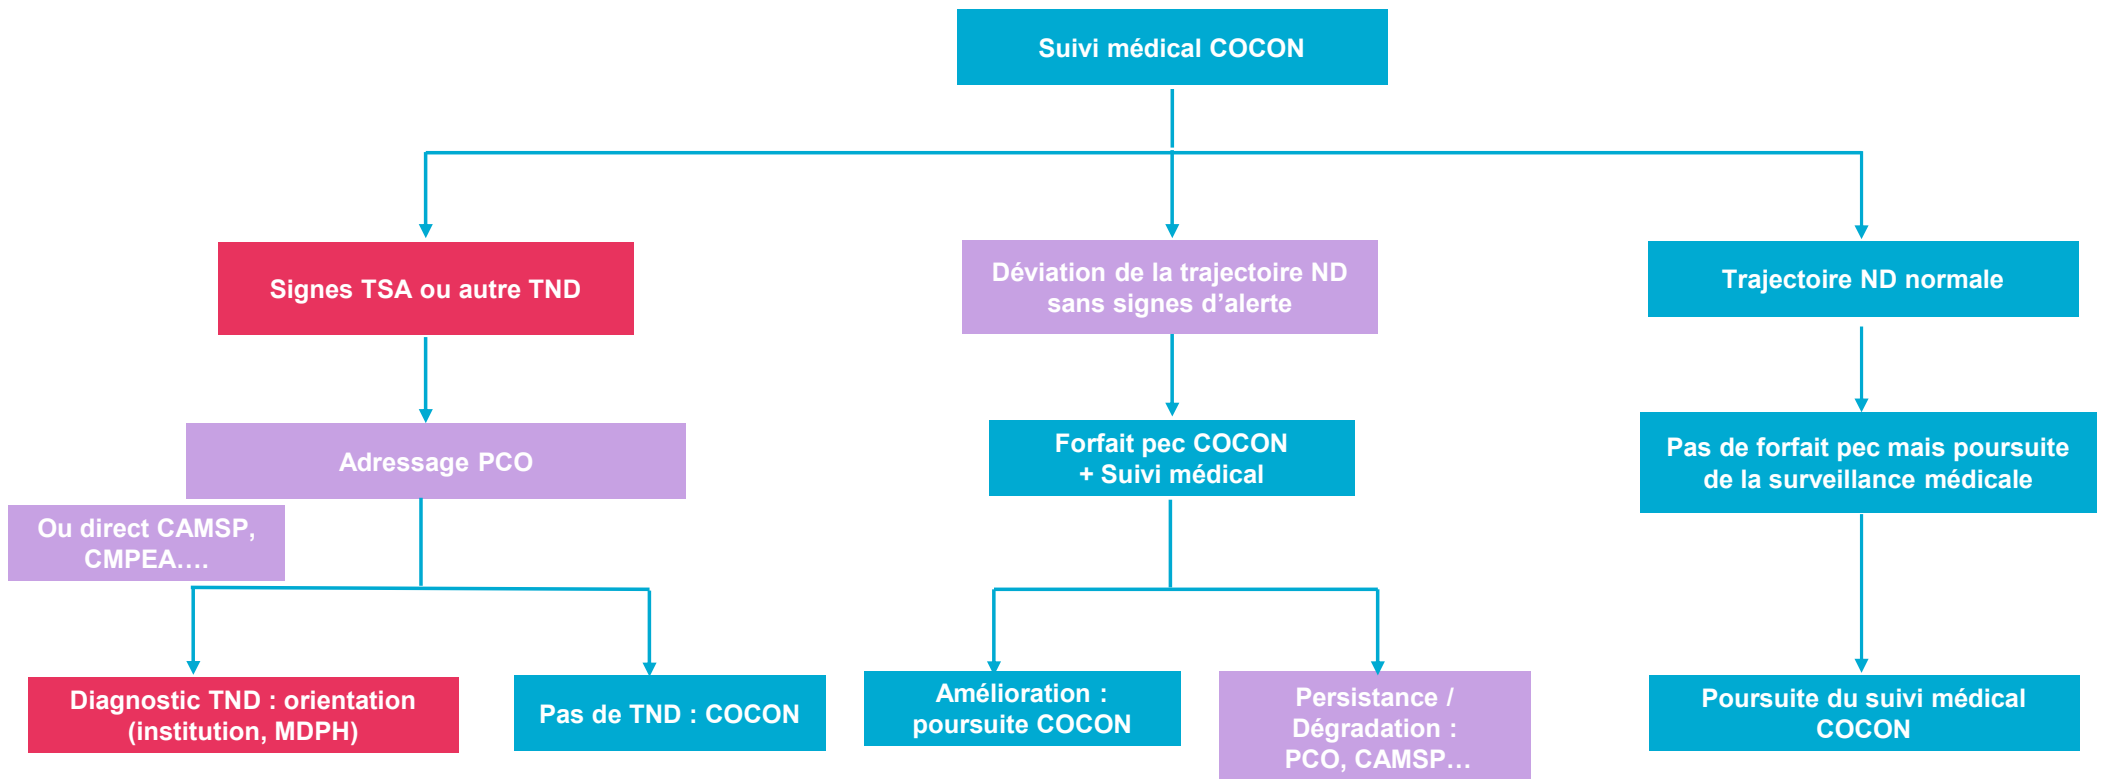 Suivi médical COCON
Signes TSA ou autre TND
Déviation de la trajectoire ND
sans signes d’alerte
Trajectoire ND normale
Adressage PCO
Forfait pec COCON
+ Suivi médical
Pas de forfait pec mais poursuite
de la surveillance médicale
Ou direct CAMSP,
CMPEA….
Diagnostic TND : orientation
(institution, MDPH)
Pas de TND : COCON
Amélioration :
poursuite COCON
Persistance /
Dégradation :
PCO, CAMSP…
Poursuite du suivi médical
COCON